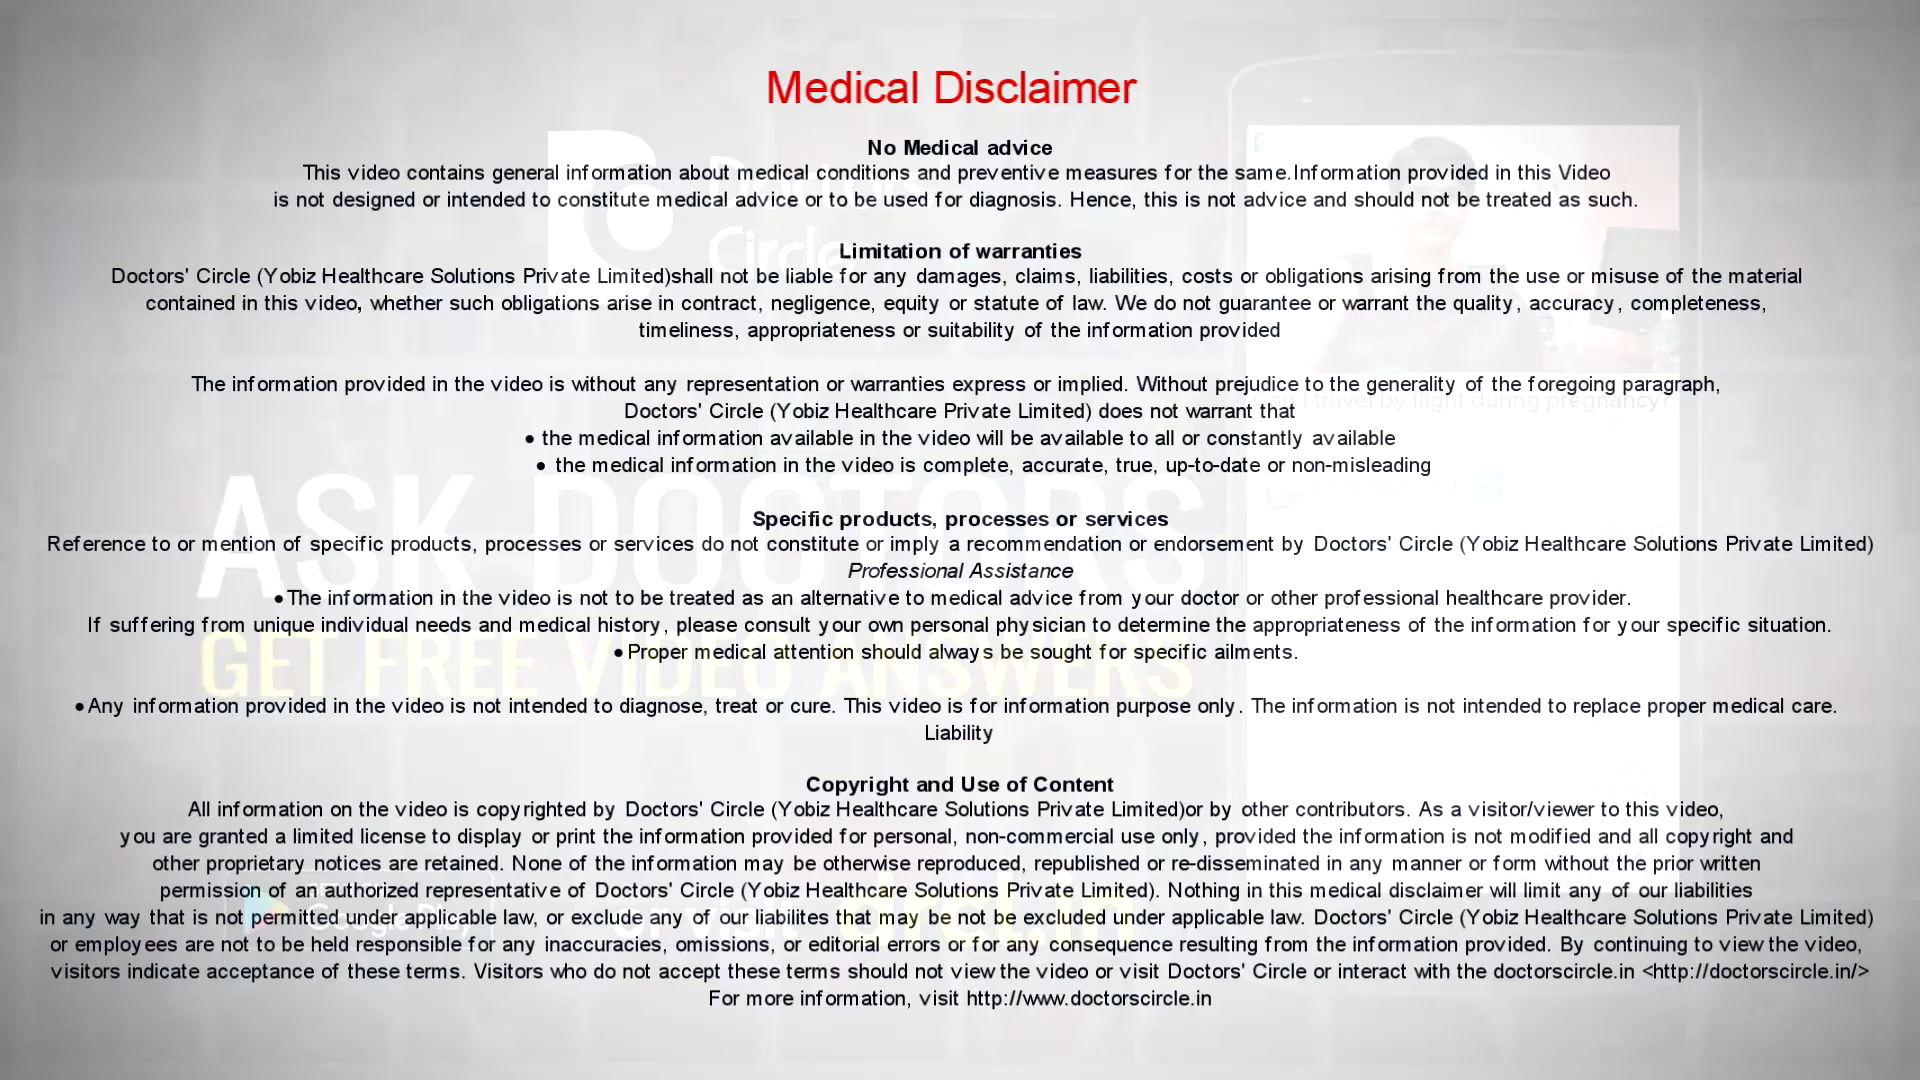 Medical Disclaimer
No Medical advice
This video contains general information about medical conditions and preventive measures for the same.Information provided in this Video
is not designed or intended to constitute medical advice or to be used for diagnosis. Hence, this is not advice and should not be treated as such.
Doctors'
Circle
Limitation of warranties
Doctors' Circle (Yobiz Healthcare Solutions Private Limited)shall not be liable for any damages, claims, liabilities, costs or obligations arising from the use or misuse of the material
contained in this video, whether such obligations arise in contract, negligence, equity or statute of law. We do not guarantee or warrant the quality, accuracy, completeness,
timeliness, appropriateness or suitability of the information provided
The information provided in the video is without any representation or warranties express or implied. Without prejudice to the generality of the foregoing paragraph,
Can I travel by flight during pregnancy?
Doctors' Circle (Yobiz Healthcare Private Limited) does not warrant that
• the medical information available in the video will be available to all or constantly available
• the medical information in the video is complete, accurate, true, up-to-date or non-misleading
ASK DOCTORS
Specific products, processes or services
Reference to or mention of specific products, processes or services do not constitute or imply a recommendation or endorsement by Doctors' Circle (Yobiz Healthcare Solutions Private Limited)
Professional Assistance
•The information in the video is not to be treated as an alternative to medical advice from your doctor or other professional healthcare provider.
If suffering from unique individual needs and medical history, please consult your own personal physician to determine the appropriateness of the information for your specific situation.
•Proper medical attention should always be sought for specific ailments.
GET FREE VIDEO ANSWERS
•Any information provided in the video is not intended to diagnose, treat or cure. This video is for information purpose only. The information is not intended to replace proper medical care.
Liability
Copyright and Use of Content
All information on the video is copyrighted by Doctors' Circle (Yobiz Healthcare Solutions Private Limited)or by other contributors. As a visitor/viewer to this video,
you are granted a limited license to display or print the information provided for personal, non-commercial use only, provided the information is not modified and all copyright and
other proprietary notices are retained. None of the information may be otherwise reproduced, republished or re-disseminated in any manner or form without the prior written
permission of an authorized representative of Doctors' Circle (Yobiz Healthcare Solutions Private Limited). Nothing in this medical disclaimer will limit any of our liabilities
in any way that is not permitted under applicable law, or exclude any of our liabilites that may be not be excluded under applicable law. Doctors' Circle (Yobiz Healthcare Solutions Private Limited)
Google Play or visit drcl.in
or employees are not to be held responsible for any inaccuracies, omissions, or editorial errors or for any consequence resulting from the information provided. By continuing to view the video,
visitors indicate acceptance of these terms. Visitors who do not accept these terms should not view the video or visit Doctors' Circle or interact with the doctorscircle.in <http://doctorscircle.in/>
For more information, visit http://www.doctorscircle.in